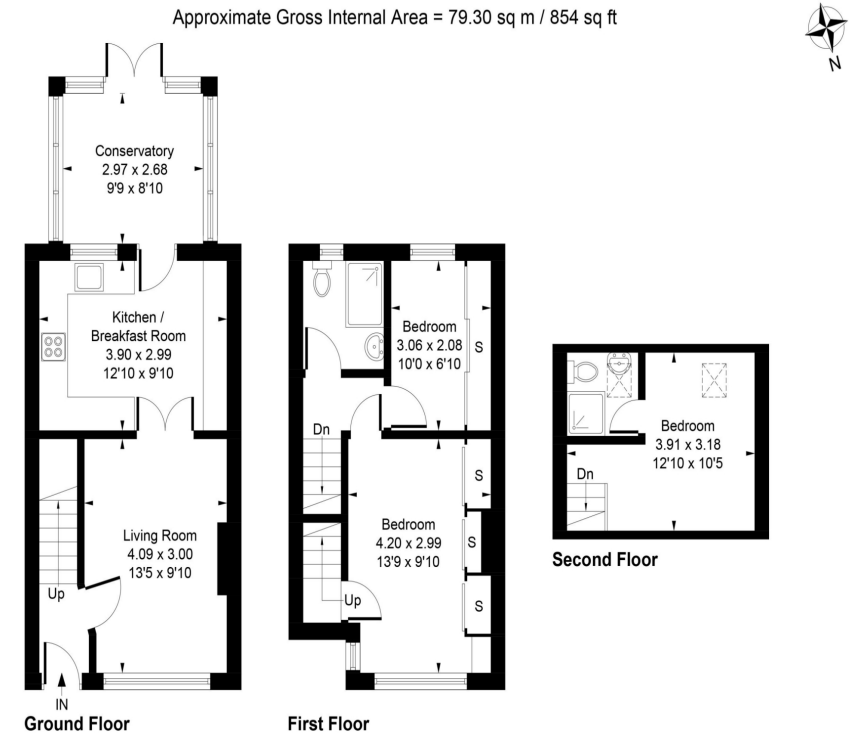 Approximate Gross Internal Area = 79.30 sq m / 854 sq ft
N
Conservatory
2.97 x 2.68
9'9 x 8'10
Kitchen /
Breakfast Room
3.90 x 2.99
12'10 x 9'10
Living Room
4.09 x 3.00
13'5 x 9'10
Up
IN
Ground Floor
Bedroom
3.06 x 2.08
10'0 x 6'10
S
Dn
Bedroom
4.20 x 2.99
13'9 x 9'10
S
S
S
Up
First Floor
Bedroom
3.91 x 3.18
12'10 x 10'5
Dn
Second Floor